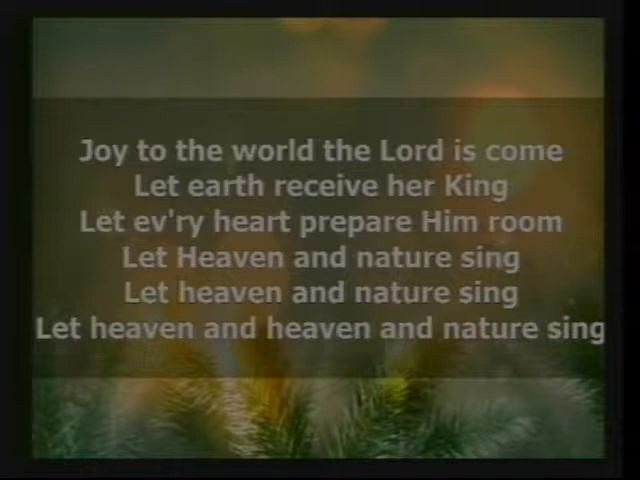 Joy to the world the Lord is come
Let earth receive her King
Let ev'ry heart prepare Him room
Let Heaven and nature sing
Let heaven and nature sing
Let heaven and heaven and nature sing